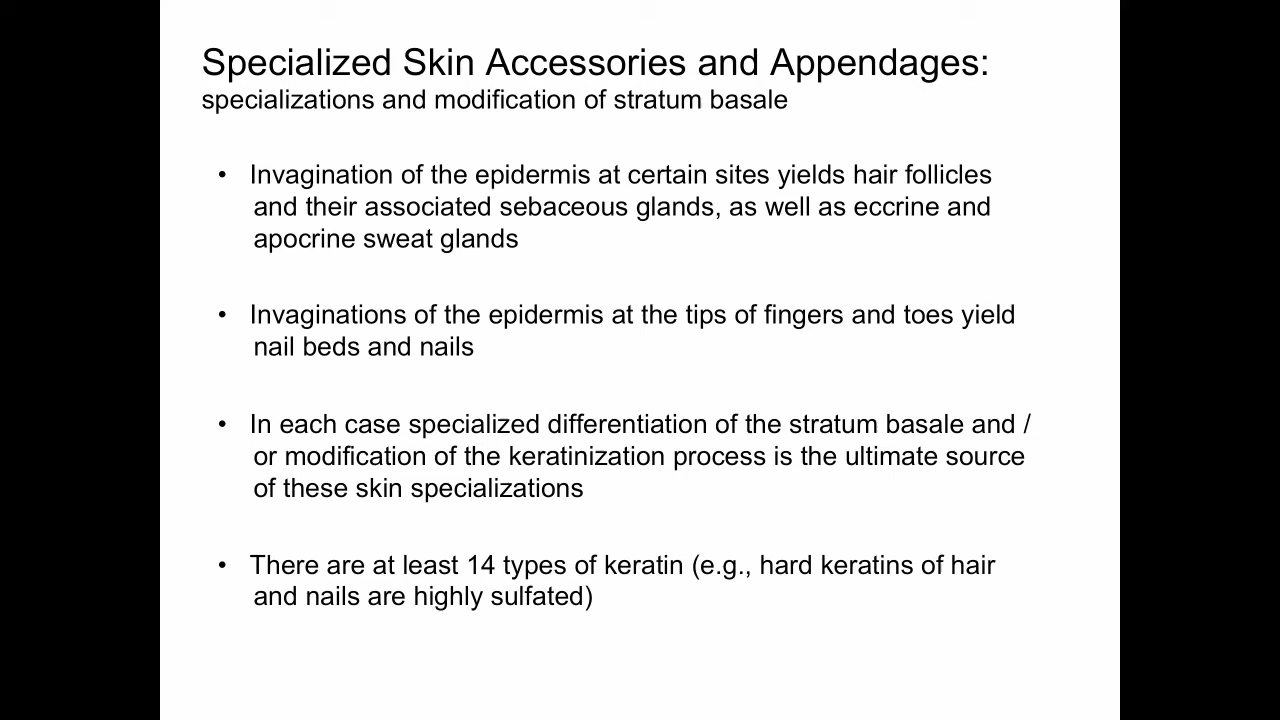 Specialized Skin Accessories and Appendages:
specializations and modification of stratum basale
• Invagination of the epidermis at certain sites yields hair follicles
and their associated sebaceous glands, as well as eccrine and
apocrine sweat glands
• Invaginations of the epidermis at the tips of fingers and toes yield
nail beds and nails
• In each case specialized differentiation of the stratum basale and /
or modification of the keratinization process is the ultimate source
of these skin specializations
• There are at least 14 types of keratin (e.g., hard keratins of hair
and nails are highly sulfated)